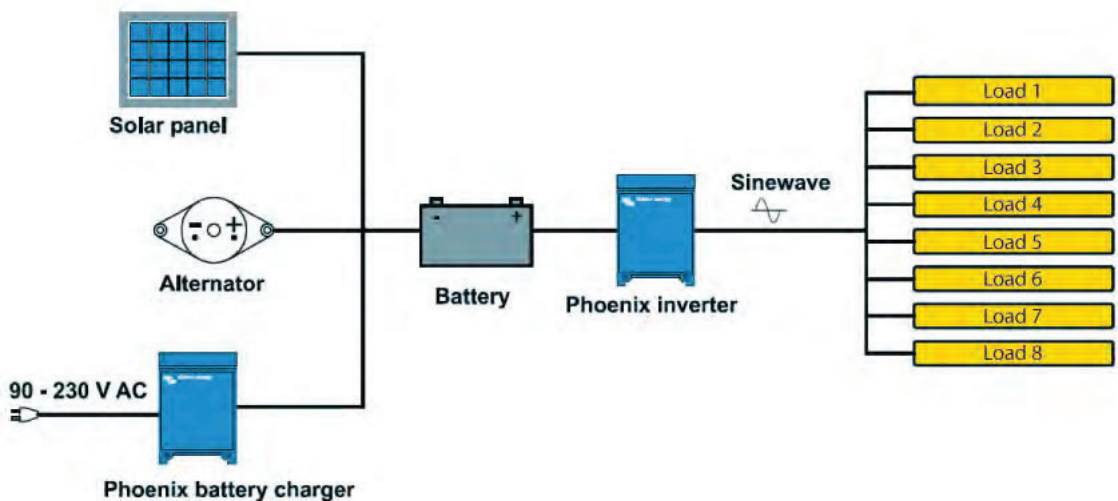 Solar panel
Alternator
90 - 230 V AC
Phoenix battery charger
- +
Battery
Phoenix inverter
Sinewave
Load 1
Load 2
Load 3
Load 4
Load 5
Load 6
Load 7
Load 8